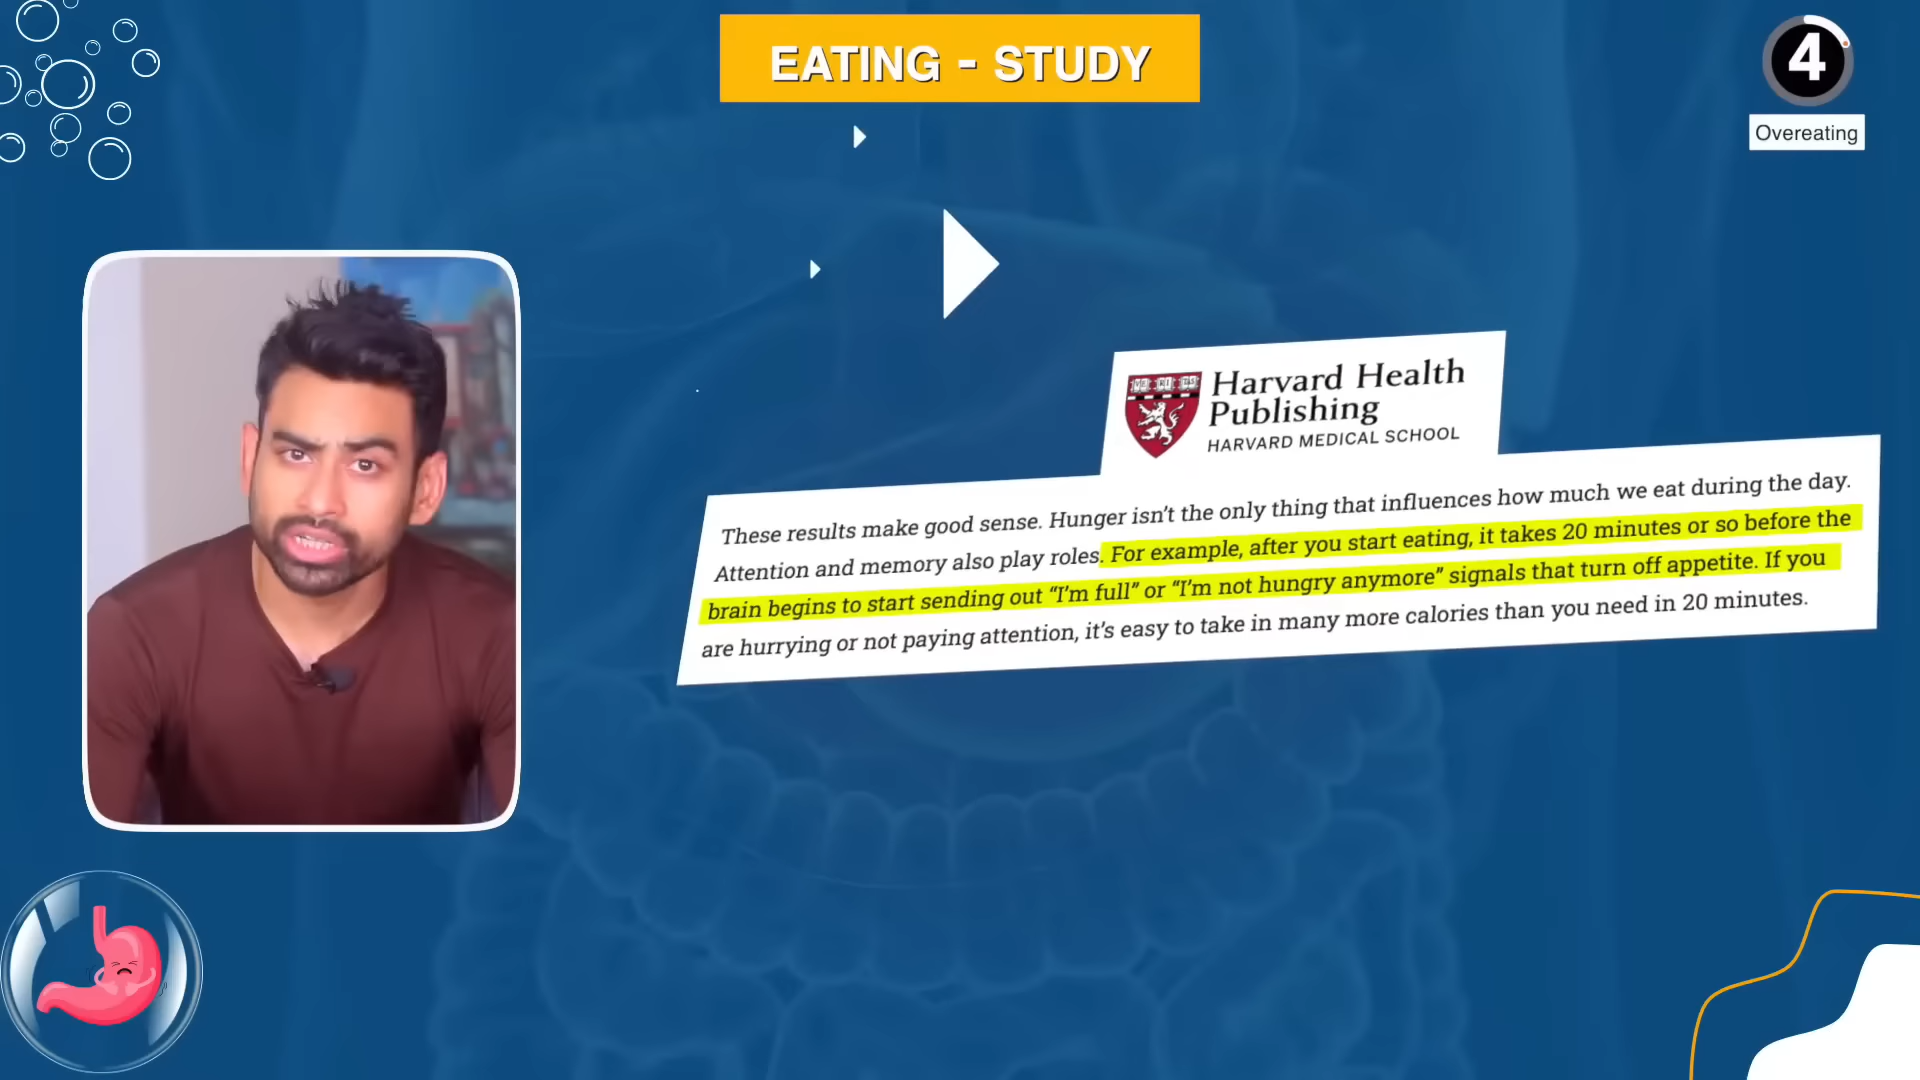 EATING - STUDY
4
Overeating
Harvard Health
Publishing
HARVARD MEDICAL SCHOOL
These results make good sense. Hunger isn't the only thing that influences how much we eat during the day.
Attention and memory also play roles. For example, after you start eating, it takes 20 minutes or so before the
brain begins to start sending out “I'm full” or “I'm not hungry anymore” signals that turn off appetite. If you
are hurrying or not paying attention, it's easy to take in many more calories than you need in 20 minutes.